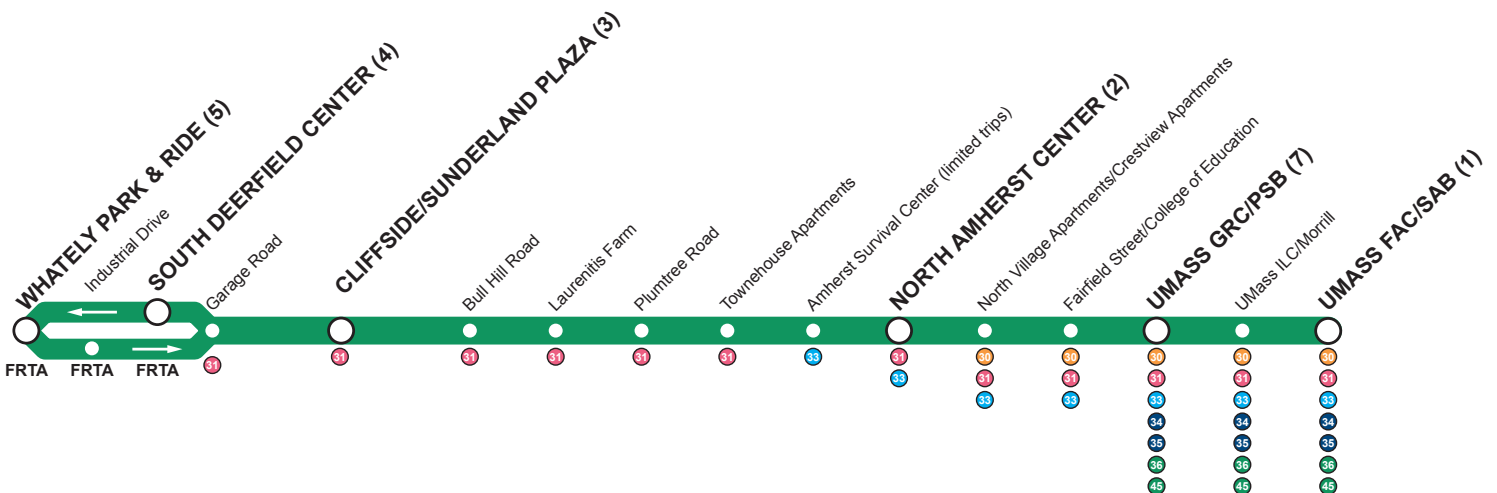 WHATELY PARK & RIDE (5)
Industrial Drive
SOUTH DEERFIELD CENTER (4)
Garage Road
CLIFFSIDE/SUNDERLAND PLAZA (3)
Bull Hill Road
Laurenitis Farm
Plumtree Road
Townehouse Apartments
Amherst Survival Center (limited trips)
NORTH AMHERST CENTER (2)
North Village Apartments/Crestview Apartments
Fairfield Street/College of Education
UMASS GRC/PSB (7)
UMass ILC/Morrill
UMASS FAC/SAB (1)
FRTA FRTA FRTA 31 31 31 31 31 31 33 31 30 30 30 30 30
33 31 31 31 31 31
33 33 33 33 33
34 34 34
35 35 35
36 36 36
45 45 45